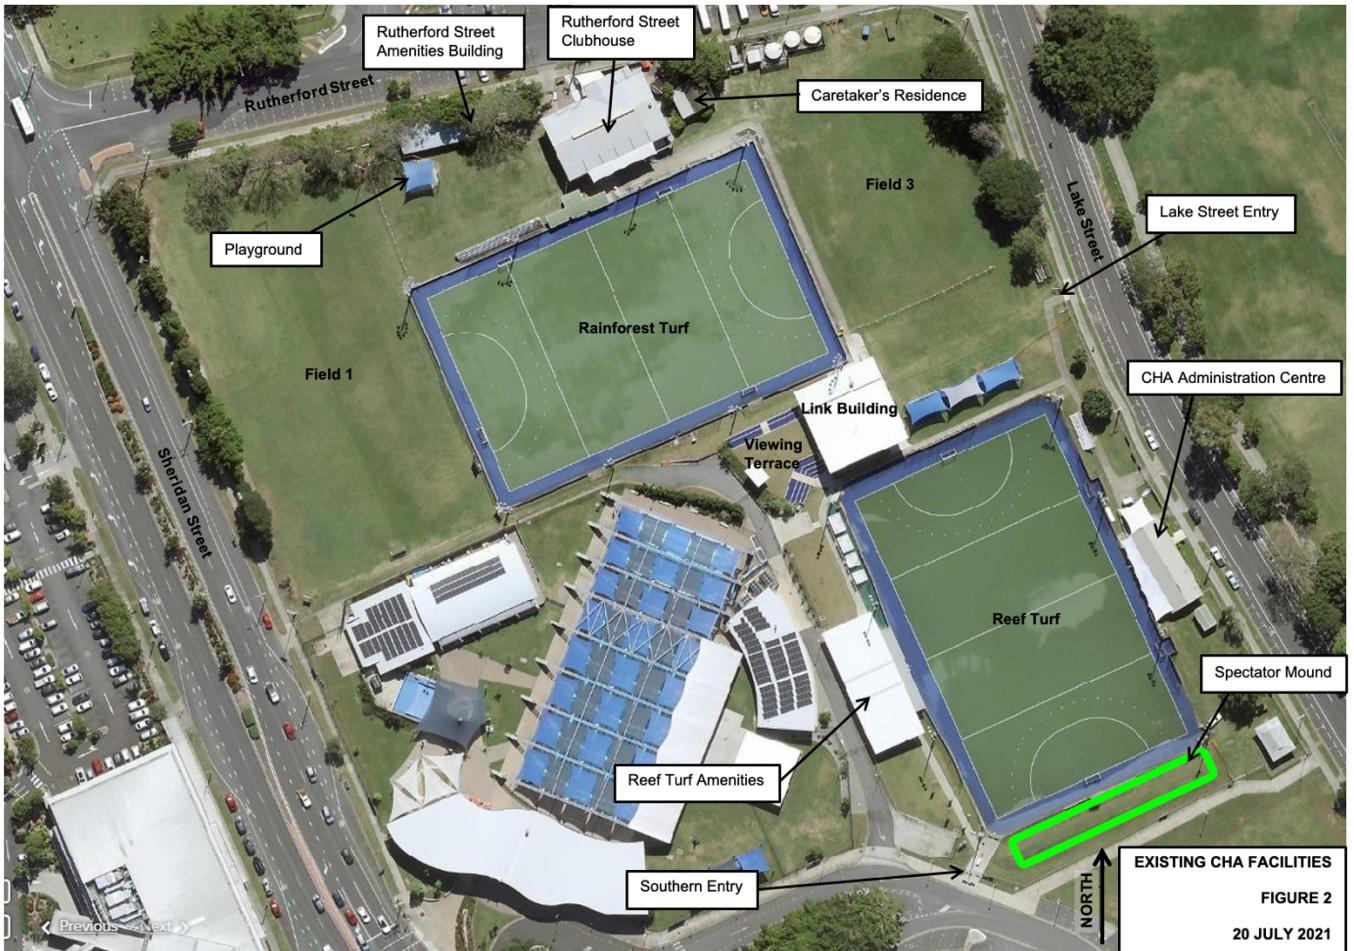 Rutherford Street
Amenities Building
Rutherford Street
Clubhouse
Rutherford Street
Caretaker's Residence
Field 3
Lake Street
Lake Street Entry
Playground
Rainforest Turf
Field 1
CHA Administration Centre
Link Building
Viewing
Terrace
Sheridan Street
Reef Turf
Spectator Mound
Reef Turf Amenities
Southern Entry
NORTH
EXISTING CHA FACILITIES
FIGURE 2
20 JULY 2021
Previous
Next